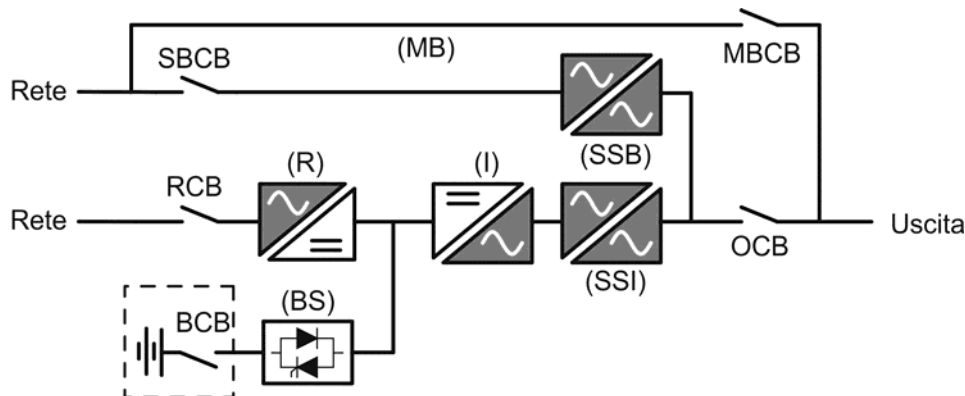 (MB)
MBCB
SBCB
Rete
(SSB)
(R)
(I)
RCB
Rete
Uscita
OCB
(SSI)
(BS)
BCB